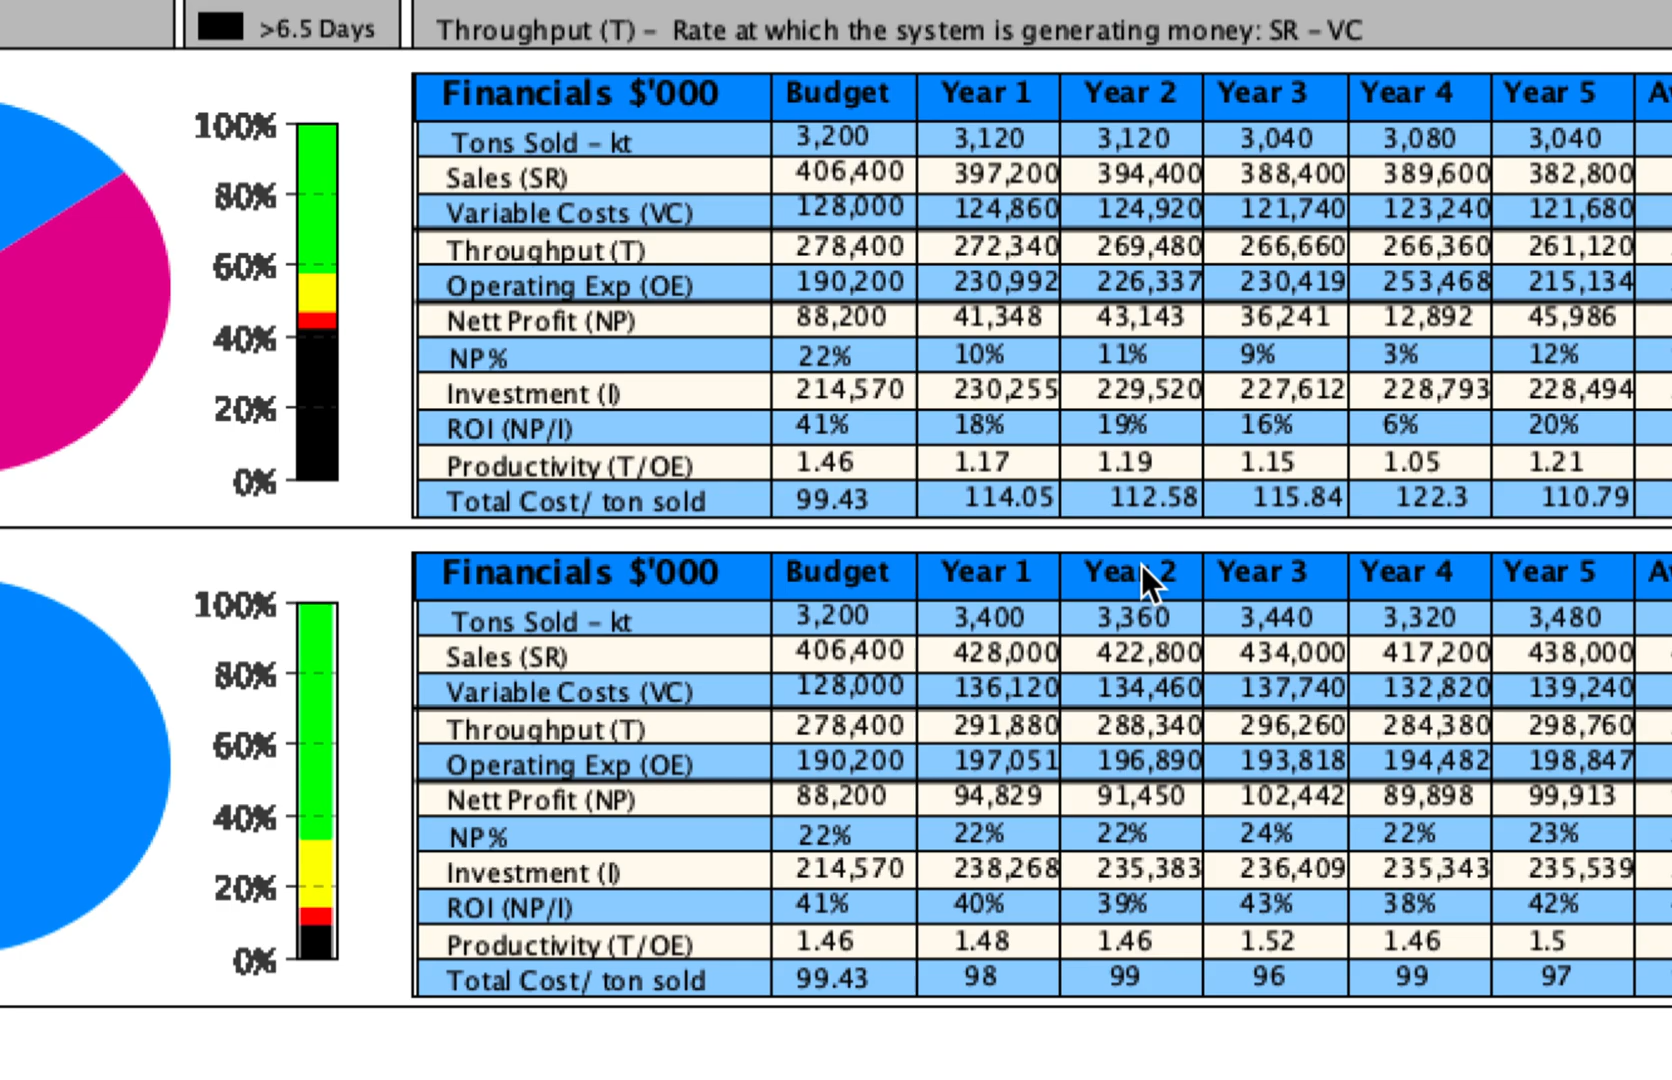 >6.5 Days
Throughput (T) – Rate at which the system is generating money: SR – VC
100%
80%
60%
40%
20%
0%
Financials $'000 Budget Year 1 Year 2 Year 3 Year 4 Year 5
Tons Sold – kt 3,200 3,120 3,120 3,040 3,080 3,040
Sales (SR) 406,400 397,200 394,400 388,400 389,600 382,800
Variable Costs (VC) 128,000 124,860 124,920 121,740 123,240 121,680
Throughput (T) 278,400 272,340 269,480 266,660 266,360 261,120
Operating Exp (OE) 190,200 230,992 226,337 230,419 253,468 215,134
Nett Profit (NP) 88,200 41,348 43,143 36,241 12,892 45,986
NP% 22% 10% 11% 9% 3% 12%
Investment (I) 214,570 230,255 229,520 227,612 228,793 228,494
ROI (NP/I) 41% 18% 19% 16% 6% 20%
Productivity (T/OE) 1.46 1.17 1.19 1.15 1.05 1.21
Total Cost/ ton sold 99.43 114.05 112.58 115.84 122.3 110.79
100%
80%
60%
40%
20%
0%
Financials $'000 Budget Year 1 Year 2 Year 3 Year 4 Year 5
Tons Sold – kt 3,200 3,400 3,360 3,440 3,320 3,480
Sales (SR) 406,400 428,000 422,800 434,000 417,200 438,000
Variable Costs (VC) 128,000 136,120 134,460 137,740 132,820 139,240
Throughput (T) 278,400 291,880 288,340 296,260 284,380 298,760
Operating Exp (OE) 190,200 197,051 196,890 193,818 194,482 198,847
Nett Profit (NP) 88,200 94,829 91,450 102,442 89,898 99,913
NP% 22% 22% 22% 24% 22% 23%
Investment (I) 214,570 238,268 235,383 236,409 235,343 235,539
ROI (NP/I) 41% 40% 39% 43% 38% 42%
Productivity (T/OE) 1.46 1.48 1.46 1.52 1.46 1.5
Total Cost/ ton sold 99.43 98 99 96 99 97